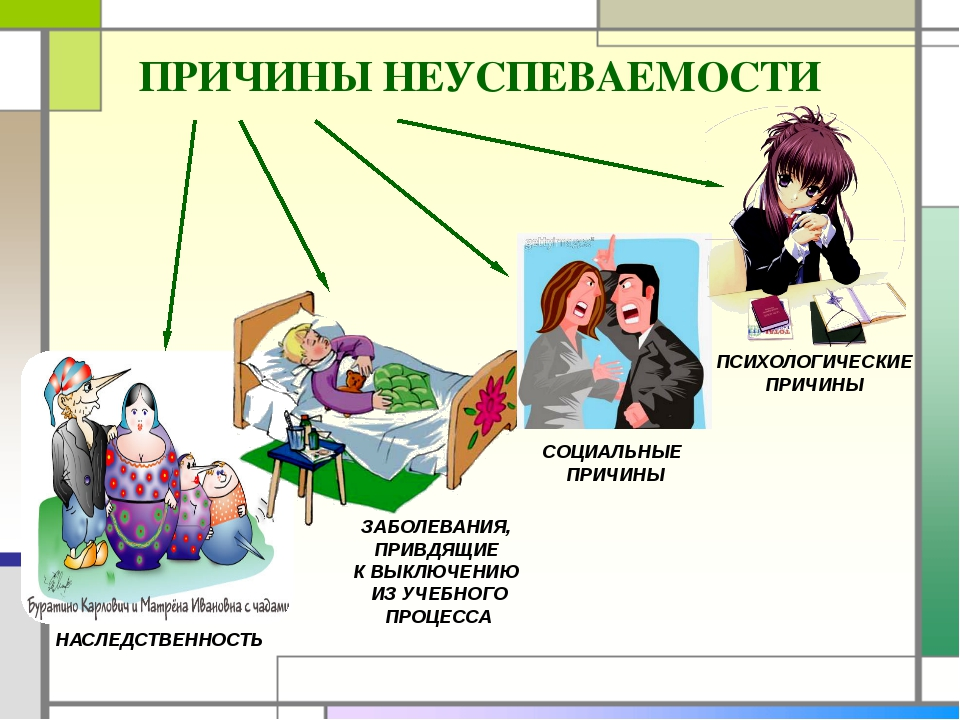 ПРИЧИНЫ НЕУСПЕВАЕМОСТИ
ПСИХОЛОГИЧЕСКИЕ
ПРИЧИНЫ
СОЦИАЛЬНЫЕ
ПРИЧИНЫ
ЗАБОЛЕВАНИЯ,
ПРИВДЯЩИЕ
К ВЫКЛЮЧЕНИЮ
ИЗ УЧЕБНОГО
ПРОЦЕССА
Буратино Карлович и Матрёна Ивановна с чадами
НАСЛЕДСТВЕННОСТЬ